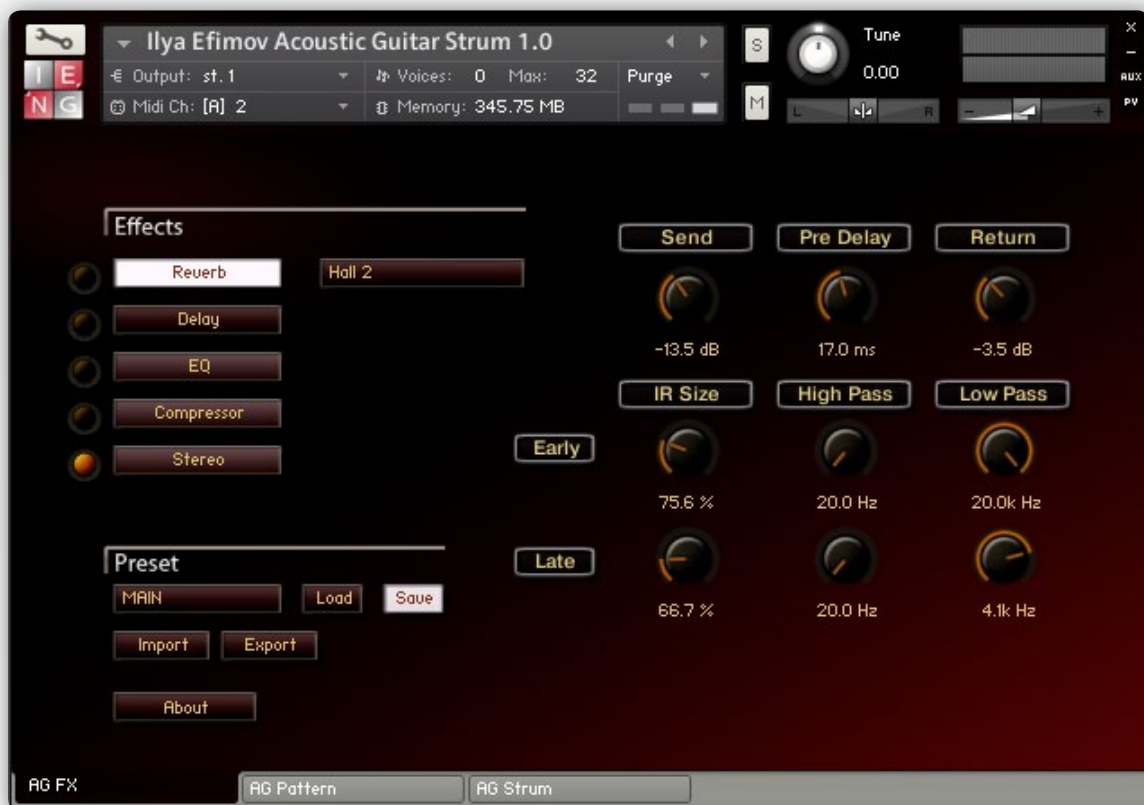 Ilya Efimov Acoustic Guitar Strum 1.0
Output: st. 1
Voices: 0 Max: 32
Purge
Midi Ch: [A] 2
Memory: 345.75 MB
S
M
Tune
0.00
L R
- +
X
-
AUX
PV
I E,
N G
Effects
Reverb
Hall 2
Delay
EQ
Compressor
Stereo
Send Pre Delay Return
-13.5 dB 17.0 ms -3.5 dB
IR Size High Pass Low Pass
Early
75.6 % 20.0 Hz 20.0k Hz
Late
66.7 % 20.0 Hz 4.1k Hz
Preset
MAIN Load Save
Import Export
About
AG FX AG Pattern AG Strum